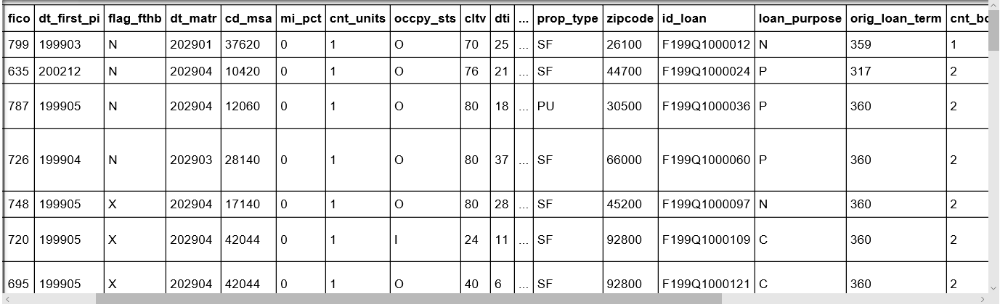 fico dt_first_pi flag_fthb dt_matr cd_msa mi_pct cnt_units occpy_sts cltv dti ... prop_type zipcode id_loan loan_purpose orig_loan_term cnt_bo
799 199903 N 202901 37620 0 1 O 70 25 ... SF 26100 F199Q1000012 N 359 1
635 200212 N 202904 10420 0 1 O 76 21 ... SF 44700 F199Q1000024 P 317 2
787 199905 N 202904 12060 0 1 O 80 18 ... PU 30500 F199Q1000036 P 360 2
726 199904 N 202903 28140 0 1 O 80 37 ... SF 66000 F199Q1000060 P 360 2
748 199905 X 202904 17140 0 1 O 80 28 ... SF 45200 F199Q1000097 N 360 2
720 199905 X 202904 42044 0 1 I 24 11 ... SF 92800 F199Q1000109 C 360 2
695 199905 X 202904 42044 0 1 O 40 6 ... SF 92800 F199Q1000121 C 360 2